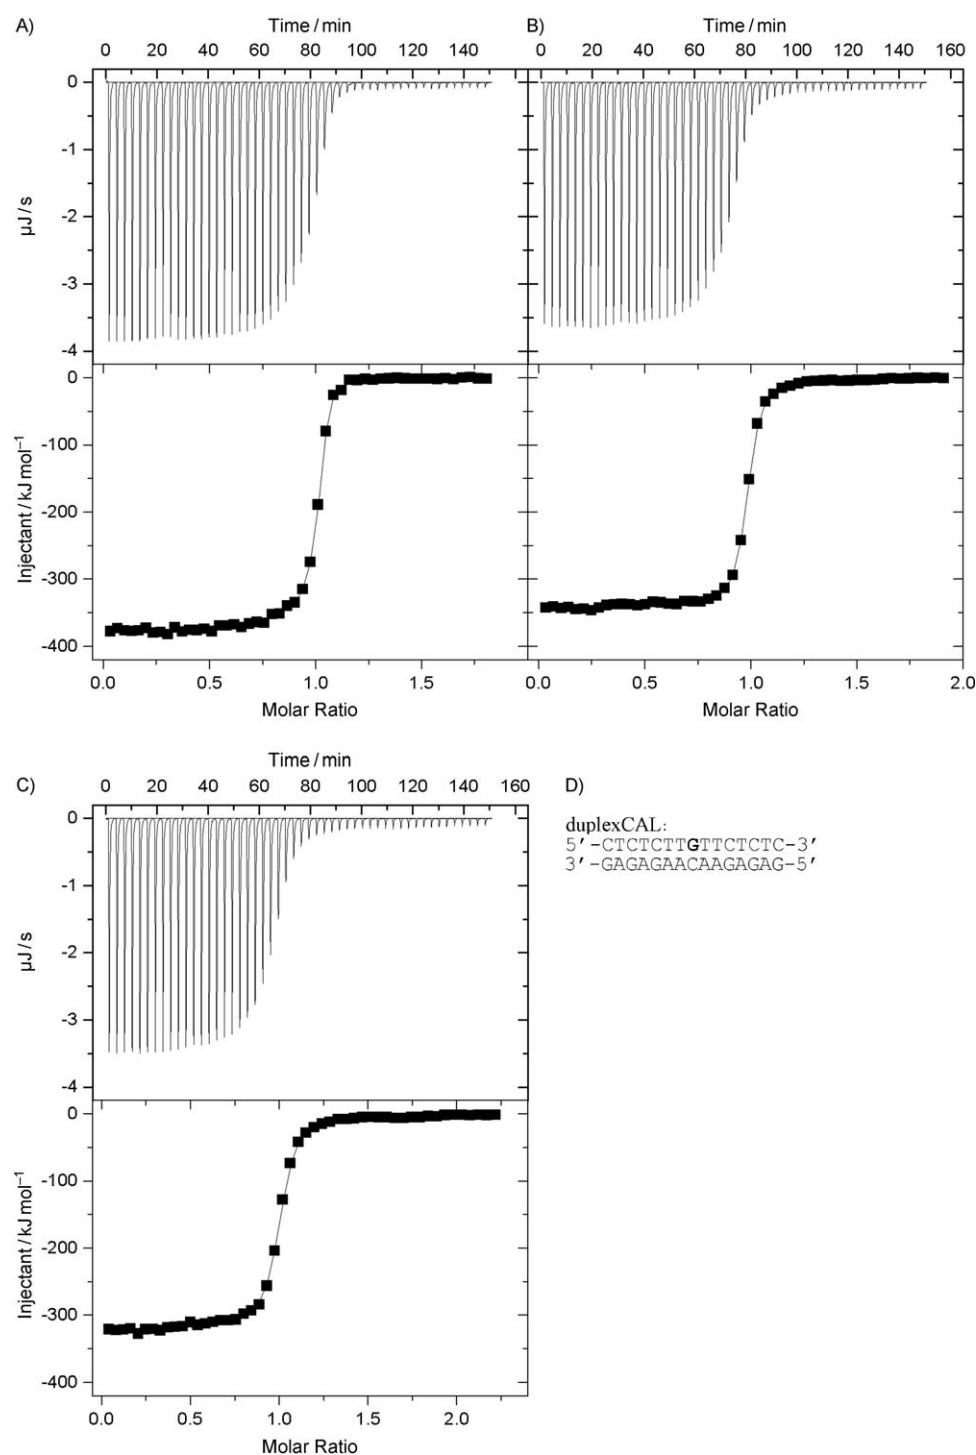 A)
Time / min
0 20 40 60 80 100 120 140
0
-1
-2
-3
-4
µJ / s
0
-100
-200
-300
-400
Injectant / kJ mol⁻¹
0.0 0.5 1.0 1.5
Molar Ratio
B)
Time / min
0 20 40 60 80 100 120 140 160
0.0 0.5 1.0 1.5 2.0
Molar Ratio
C)
Time / min
0 20 40 60 80 100 120 140 160
0
-1
-2
-3
-4
µJ / s
0
-100
-200
-300
-400
Injectant / kJ mol⁻¹
0.0 0.5 1.0 1.5 2.0
Molar Ratio
D)
duplexCAL:
5′-CTCTCTTGTTCTCTC-3′
3′-GAGAGAACAAGAGAG-5′